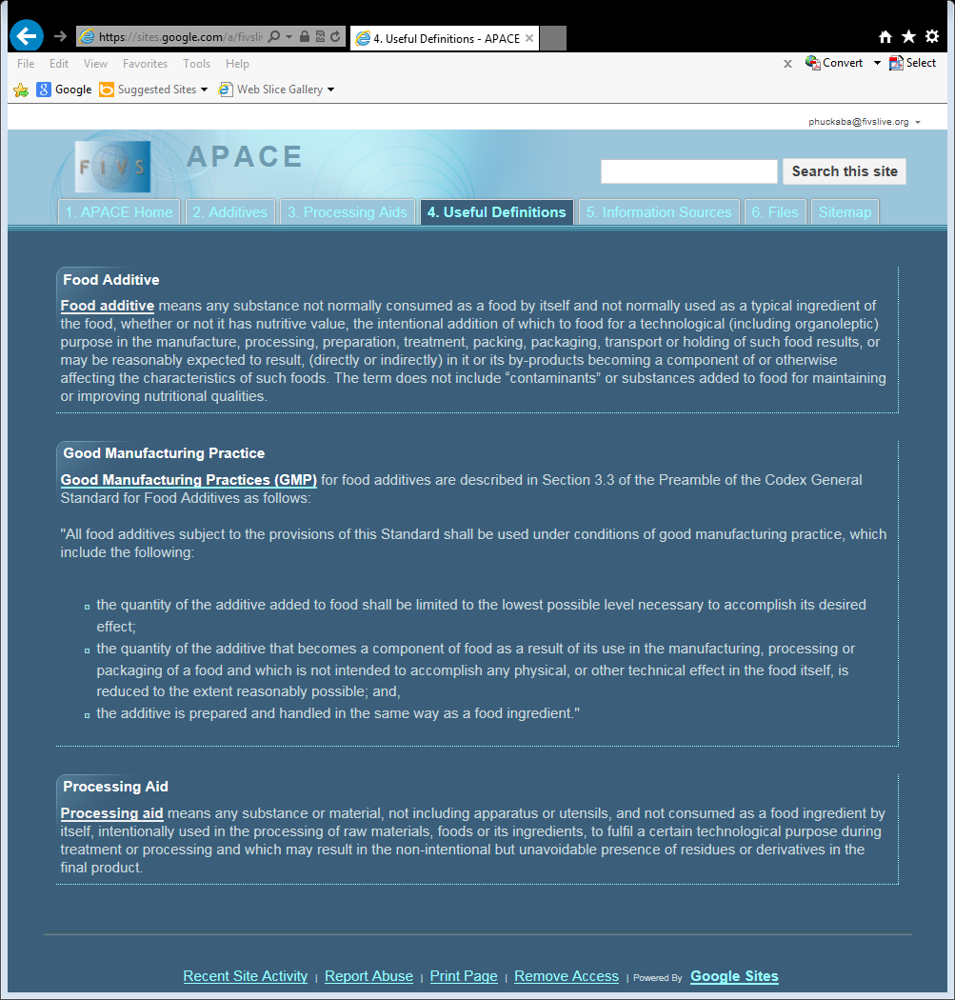 https://sites.google.com/a/fivsliv
4. Useful Definitions - APACE
File Edit View Favorites Tools Help
Convert Select
Google Suggested Sites Web Slice Gallery
phuckaba@fivslive.org
FIVS
APACE
Search this site
1. APACE Home 2. Additives 3. Processing Aids 4. Useful Definitions 5. Information Sources 6. Files Sitemap
Food Additive
Food additive means any substance not normally consumed as a food by itself and not normally used as a typical ingredient of
the food, whether or not it has nutritive value, the intentional addition of which to food for a technological (including organoleptic)
purpose in the manufacture, processing, preparation, treatment, packing, packaging, transport or holding of such food results, or
may be reasonably expected to result, (directly or indirectly) in it or its by-products becoming a component of or otherwise
affecting the characteristics of such foods. The term does not include “contaminants” or substances added to food for maintaining
or improving nutritional qualities.
Good Manufacturing Practice
Good Manufacturing Practices (GMP) for food additives are described in Section 3.3 of the Preamble of the Codex General
Standard for Food Additives as follows:
"All food additives subject to the provisions of this Standard shall be used under conditions of good manufacturing practice, which
include the following:
the quantity of the additive added to food shall be limited to the lowest possible level necessary to accomplish its desired
effect;
the quantity of the additive that becomes a component of food as a result of its use in the manufacturing, processing or
packaging of a food and which is not intended to accomplish any physical, or other technical effect in the food itself, is
reduced to the extent reasonably possible; and,
the additive is prepared and handled in the same way as a food ingredient."
Processing Aid
Processing aid means any substance or material, not including apparatus or utensils, and not consumed as a food ingredient by
itself, intentionally used in the processing of raw materials, foods or its ingredients, to fulfil a certain technological purpose during
treatment or processing and which may result in the non-intentional but unavoidable presence of residues or derivatives in the
final product.
Recent Site Activity | Report Abuse | Print Page | Remove Access | Powered By Google Sites